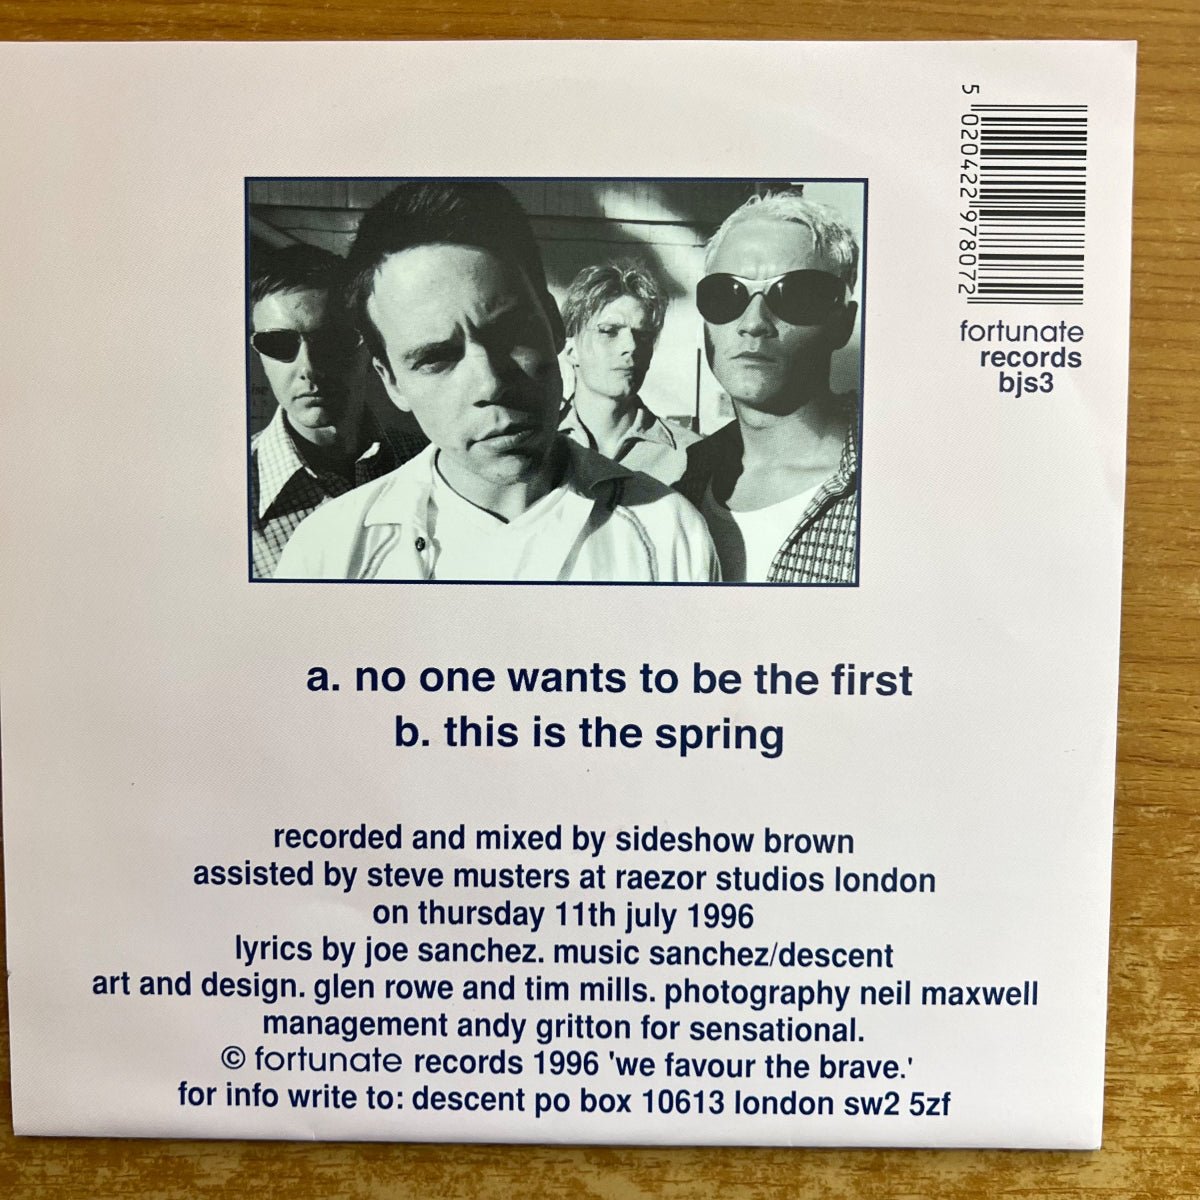 5 020422 978072
fortunate
records
bjs3
a. no one wants to be the first
b. this is the spring
recorded and mixed by sideshow brown
assisted by steve musters at raezor studios london
on thursday 11th july 1996
lyrics by joe sanchez. music sanchez/descent
art and design. glen rowe and tim mills. photography neil maxwell
management andy gritton for sensational.
© fortunate records 1996 'we favour the brave.'
for info write to: descent po box 10613 london sw2 5zf